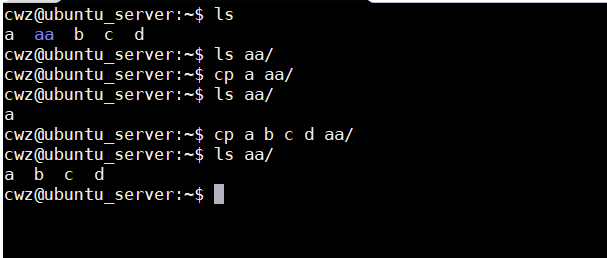 cwz@ubuntu_server:~$ ls
a  aa  b  c  d
cwz@ubuntu_server:~$ ls aa/
cwz@ubuntu_server:~$ cp a aa/
cwz@ubuntu_server:~$ ls aa/
a
cwz@ubuntu_server:~$ cp a b c d aa/
cwz@ubuntu_server:~$ ls aa/
a  b  c  d
cwz@ubuntu_server:~$